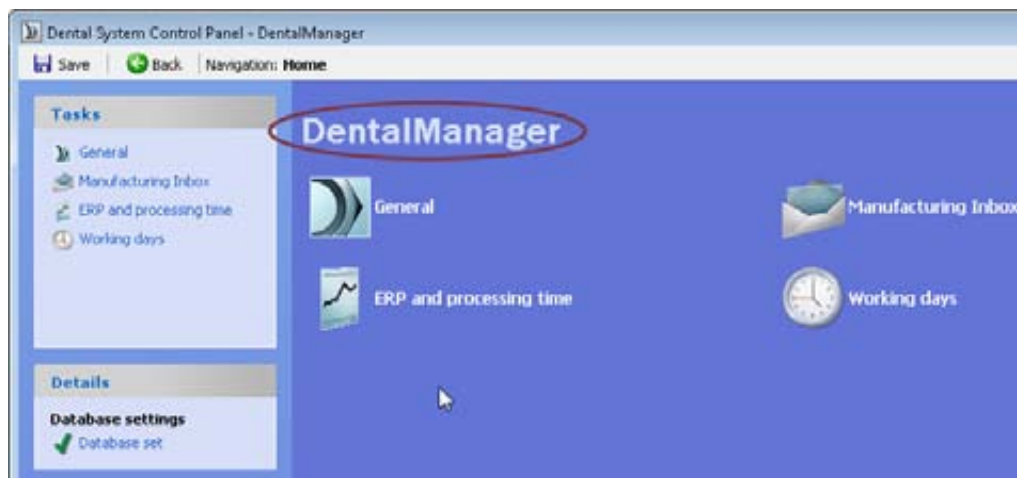 Dental System Control Panel - DentalManager
Save Back Navigation: Home
Tasks
General
Manufacturing Inbox
ERP and processing time
Working days
Details
Database settings
Database set
DentalManager
General
Manufacturing Inbox
ERP and processing time
Working days